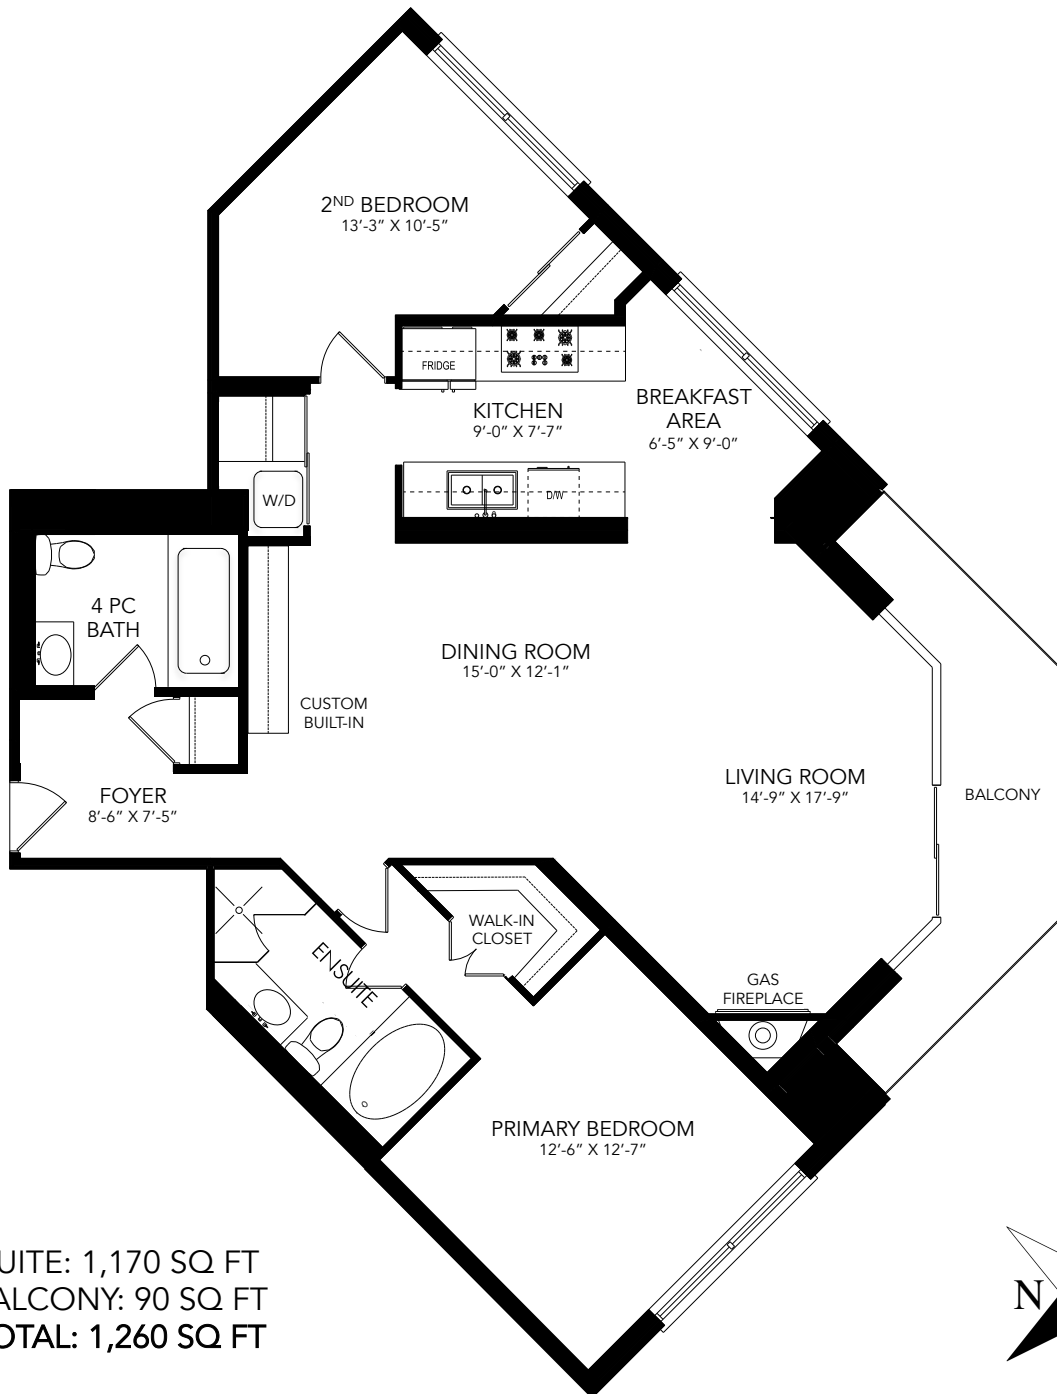 2ND BEDROOM
13'-3" X 10'-5"
FRIDGE
KITCHEN
9'-0" X 7'-7"
BREAKFAST
AREA
6'-5" X 9'-0"
W/D
D/W
4 PC
BATH
DINING ROOM
15'-0" X 12'-1"
CUSTOM
BUILT-IN
FOYER
8'-6" X 7'-5"
LIVING ROOM
14'-9" X 17'-9"
BALCONY
WALK-IN
CLOSET
ENSUITE
GAS
FIREPLACE
PRIMARY BEDROOM
12'-6" X 12'-7"
UITE: 1,170 SQ FT
ALCONY: 90 SQ FT
OTAL: 1,260 SQ FT
N